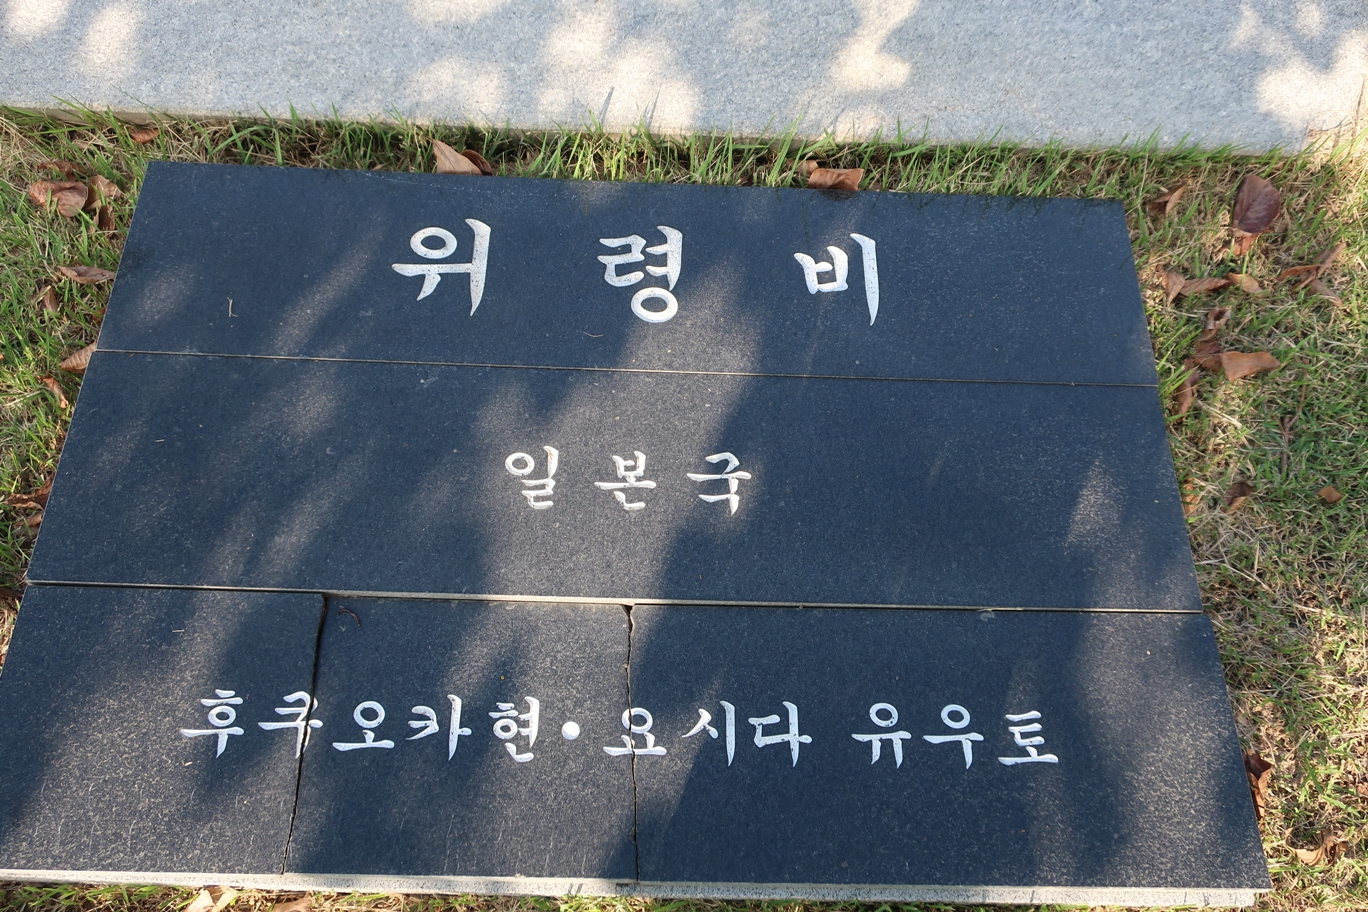 위 령 비
일 본 국
후쿠오카현·요시다 유우토